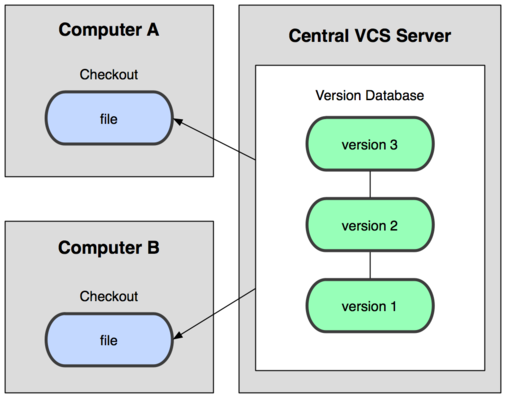 Computer A
Checkout
file
Computer B
Checkout
file
Central VCS Server
Version Database
version 3
version 2
version 1